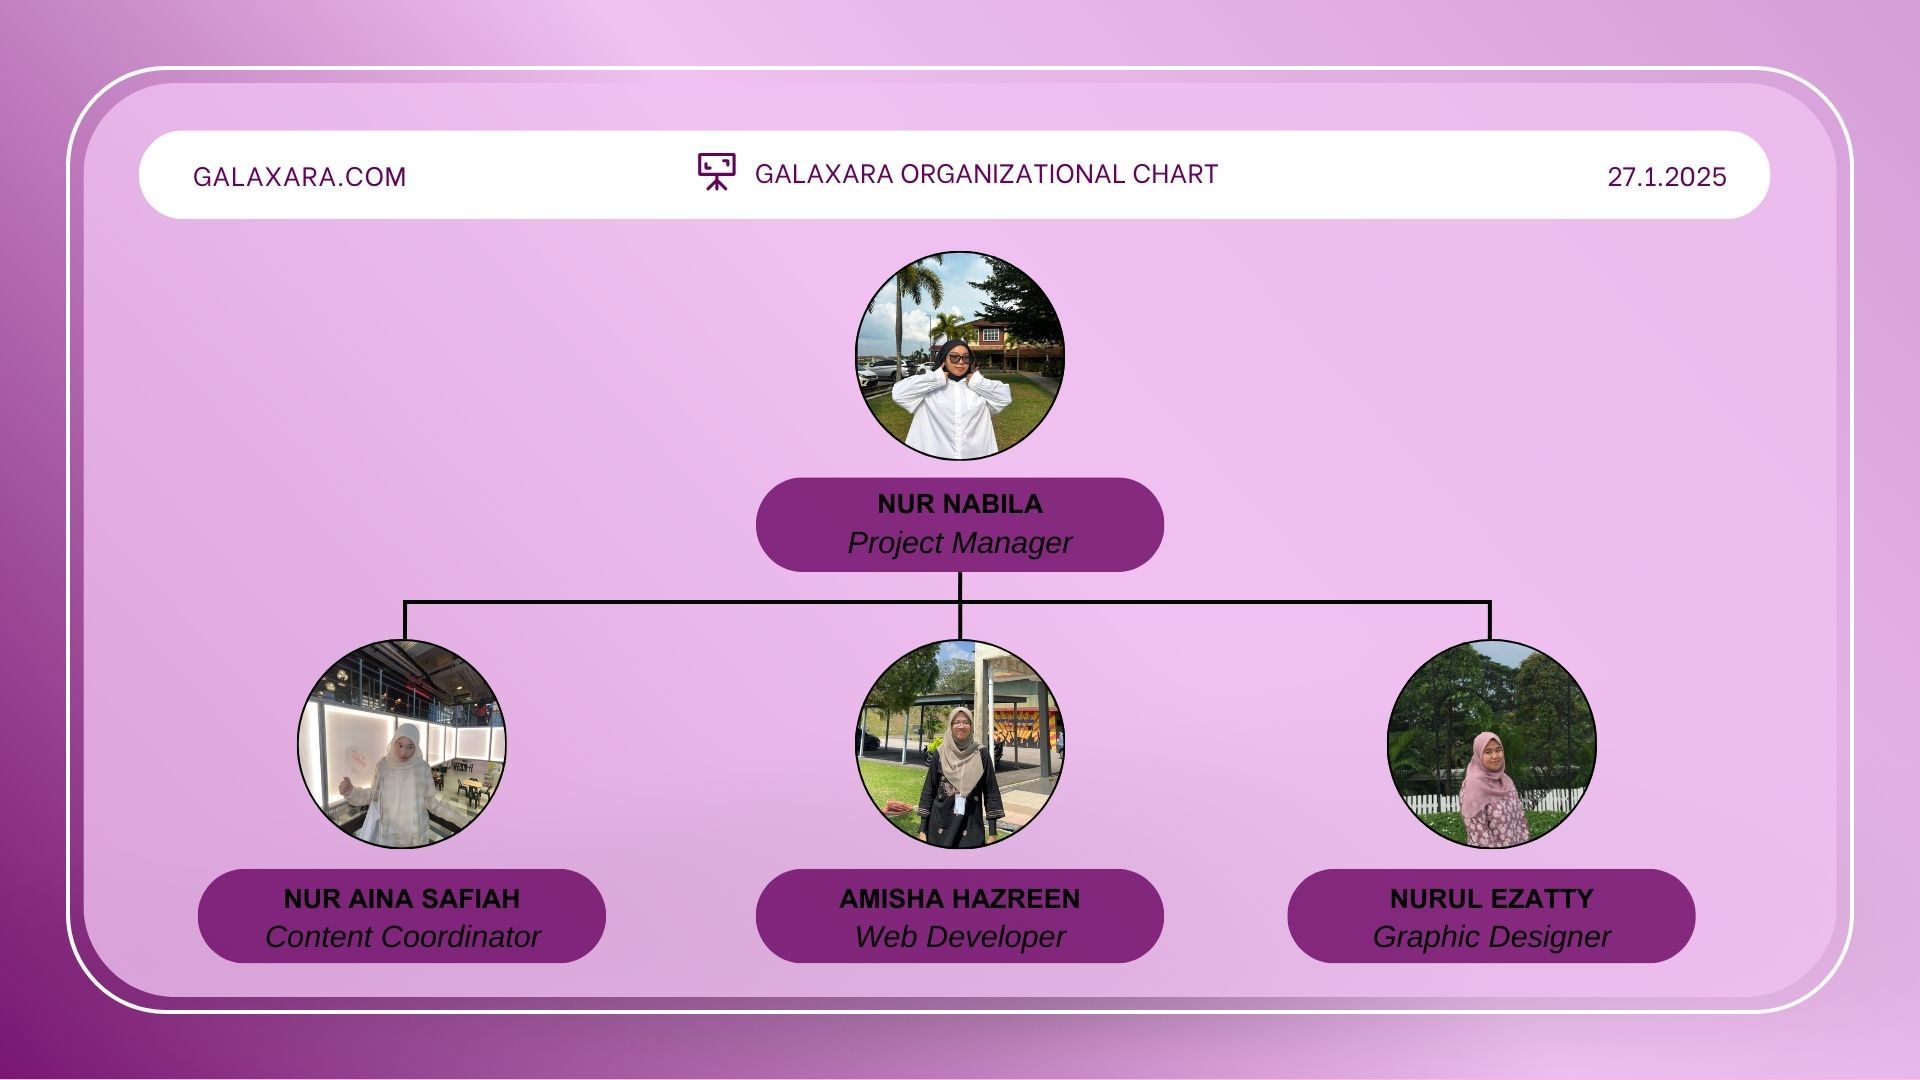 GALAXARA.COM
GALAXARA ORGANIZATIONAL CHART
27.1.2025
NUR NABILA
Project Manager
NUR AINA SAFIAH
Content Coordinator
AMISHA HAZREEN
Web Developer
NURUL EZATTY
Graphic Designer